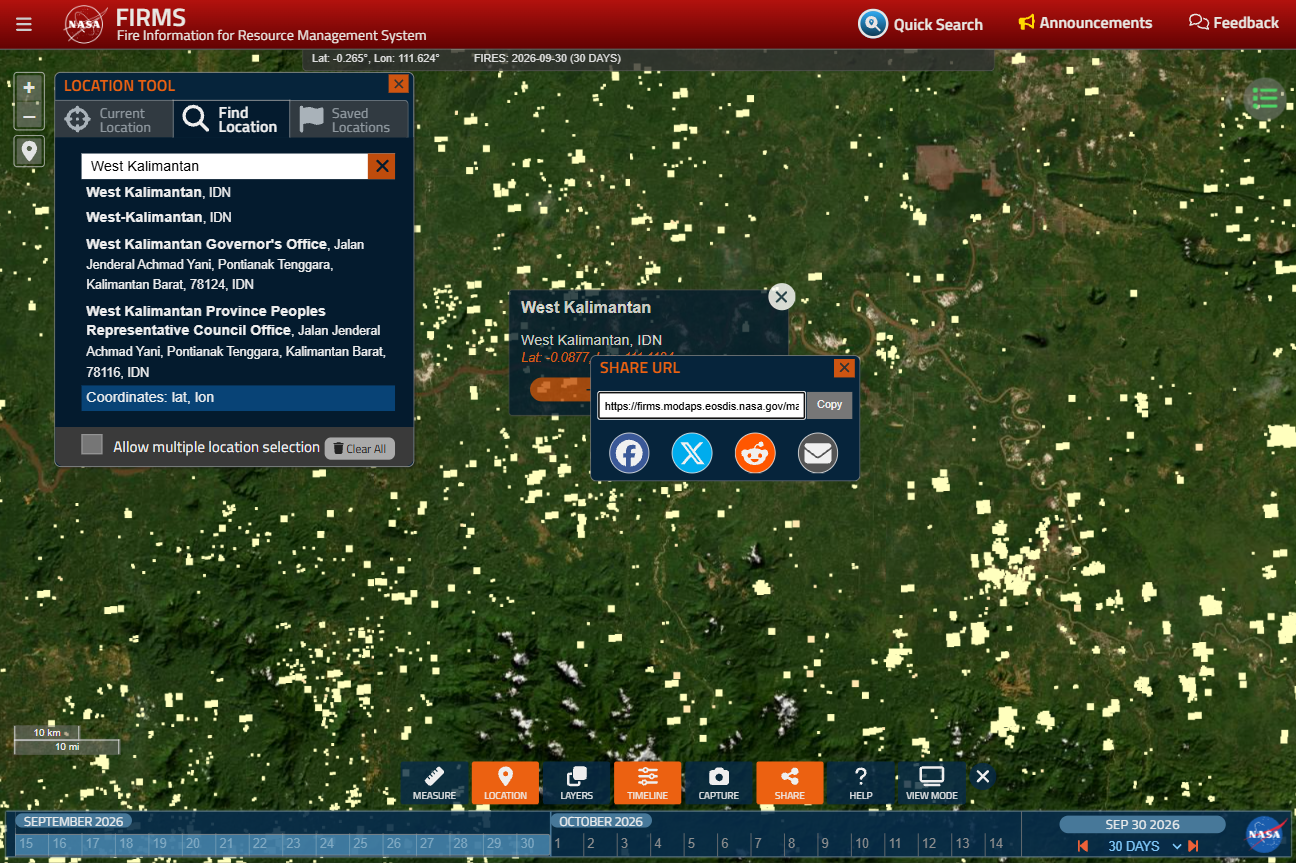 NASA
FIRMS
Fire Information for Resource Management System
Quick Search
Announcements
Feedback
Lat: -0.265°, Lon: 111.624°
FIRES: 2026-09-30 (30 DAYS)
+
−
LOCATION TOOL
Current
Location
Find
Location
Saved
Locations
West Kalimantan
West Kalimantan, IDN
West-Kalimantan, IDN
West Kalimantan Governor's Office, Jalan
Jenderal Achmad Yani, Pontianak Tenggara,
Kalimantan Barat, 78124, IDN
West Kalimantan Province Peoples
Representative Council Office, Jalan Jenderal
Achmad Yani, Pontianak Tenggara, Kalimantan Barat,
78116, IDN
Coordinates: lat, lon
Allow multiple location selection
Clear All
West Kalimantan
West Kalimantan, IDN
Lat: -0.0877
SHARE URL
https://firms.modaps.eosdis.nasa.gov/ma
Copy
10 km
10 mi
MEASURE
LOCATION
LAYERS
TIMELINE
CAPTURE
SHARE
HELP
VIEW MODE
SEPTEMBER 2026
OCTOBER 2026
15 16 17 18 19 20 21 22 23 24 25 26 27 28 29 30 1 2 3 4 5 6 7 8 9 10 11 12 13 14
SEP 30 2026
30 DAYS
NASA